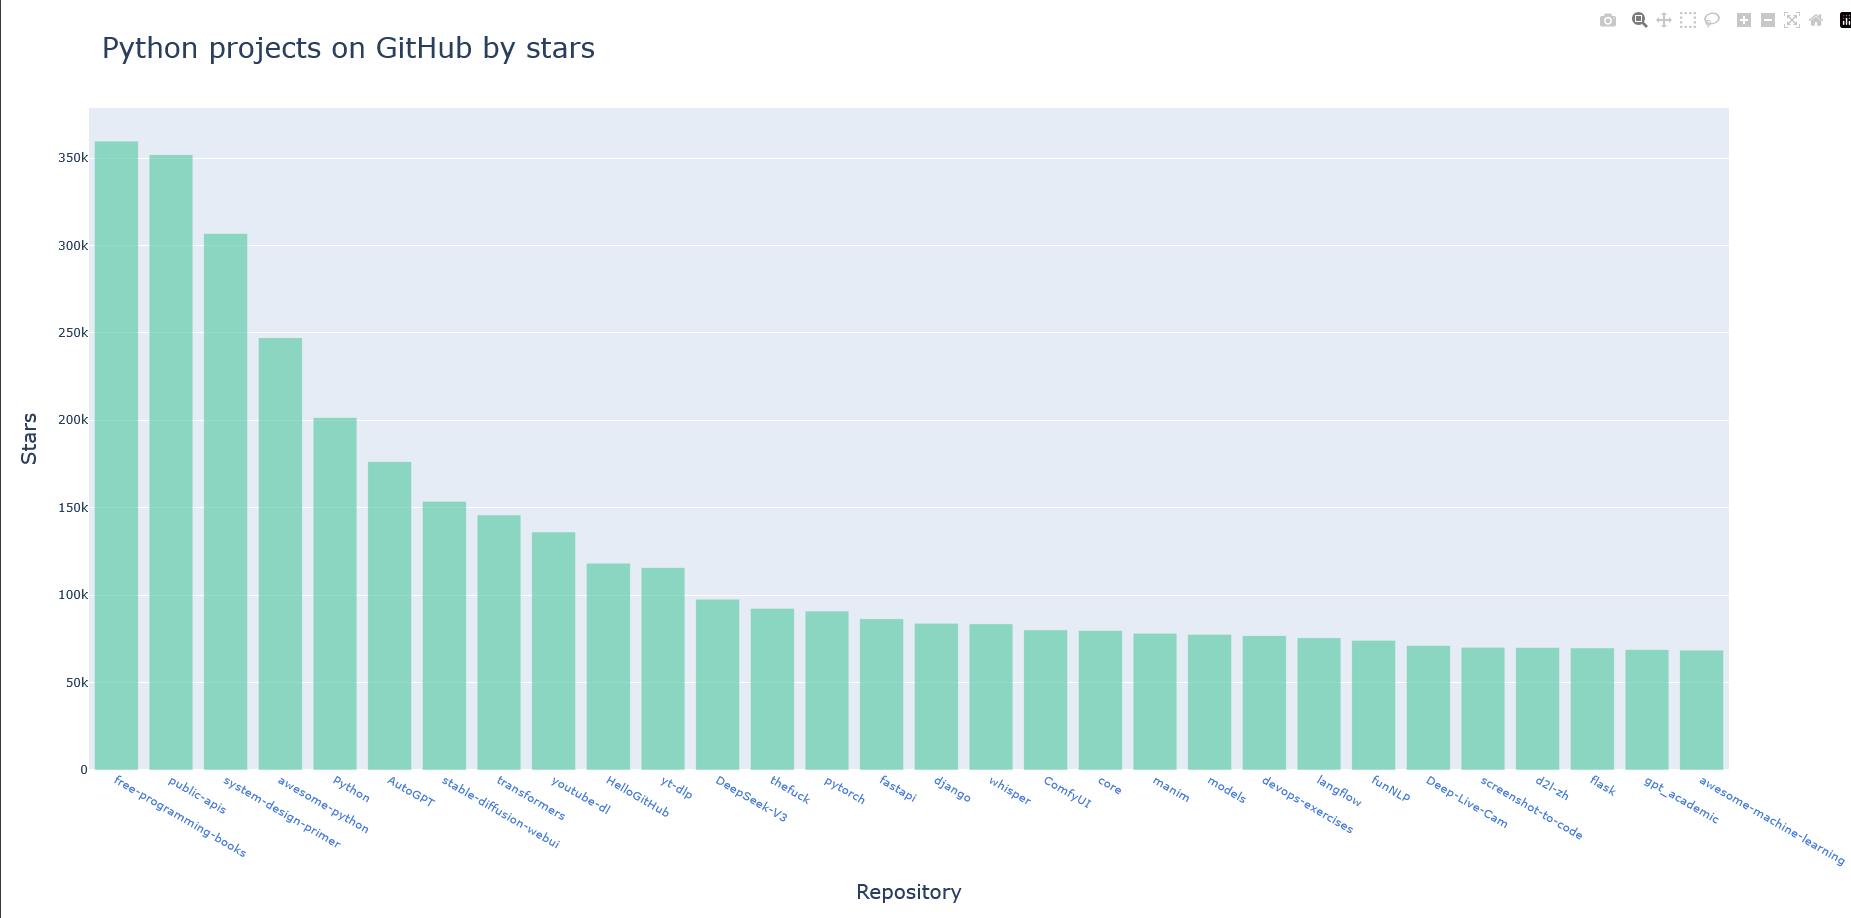 Python projects on GitHub by stars
350k
300k
250k
200k
150k
100k
50k
0
Stars
free-programming-books
public-apis
system-design-primer
awesome-python
Python
AutoGPT
stable-diffusion-webui
transformers
youtube-dl
HelloGitHub
yt-dlp
DeepSeek-V3
thefuck
pytorch
fastapi
django
whisper
ComfyUI
core
manim
models
devops-exercises
langflow
funNLP
Deep-Live-Cam
screenshot-to-code
d2l-zh
flask
gpt_academic
awesome-machine-learning
Repository